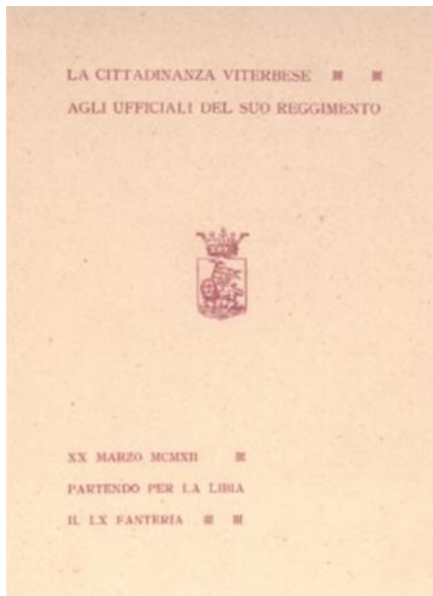 LA CITTADINANZA VITERBESE
AGLI UFFICIALI DEL SUO REGGIMENTO
XX MARZO MCMXII
PARTENDO PER LA LIBIA
IL LX FANTERIA